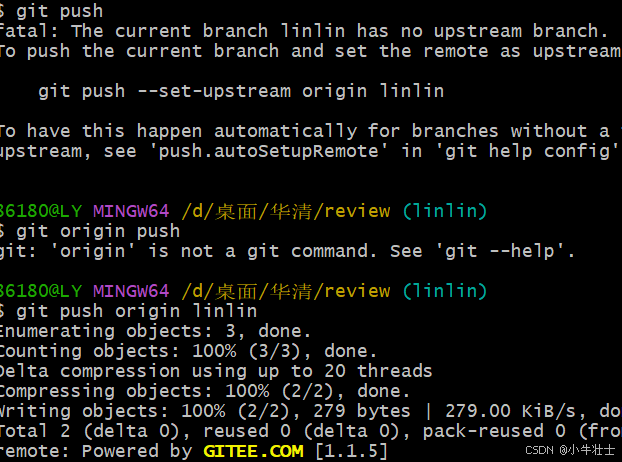 $ git push
fatal: The current branch linlin has no upstream branch.
To push the current branch and set the remote as upstream
git push --set-upstream origin linlin
To have this happen automatically for branches without a
upstream, see 'push.autoSetupRemote' in 'git help config'
36180@LY MINGW64 /d/桌面/华清/review (linlin)
$ git origin push
git: 'origin' is not a git command. See 'git --help'.
36180@LY MINGW64 /d/桌面/华清/review (linlin)
$ git push origin linlin
Enumerating objects: 3, done.
Counting objects: 100% (3/3), done.
Delta compression using up to 20 threads
Compressing objects: 100% (2/2), done.
Writing objects: 100% (2/2), 279 bytes | 279.00 KiB/s, do
Total 2 (delta 0), reused 0 (delta 0), pack-reused 0 (fro
remote: Powered by GITEE.COM [1.1.5]
CSDN @小牛壮士